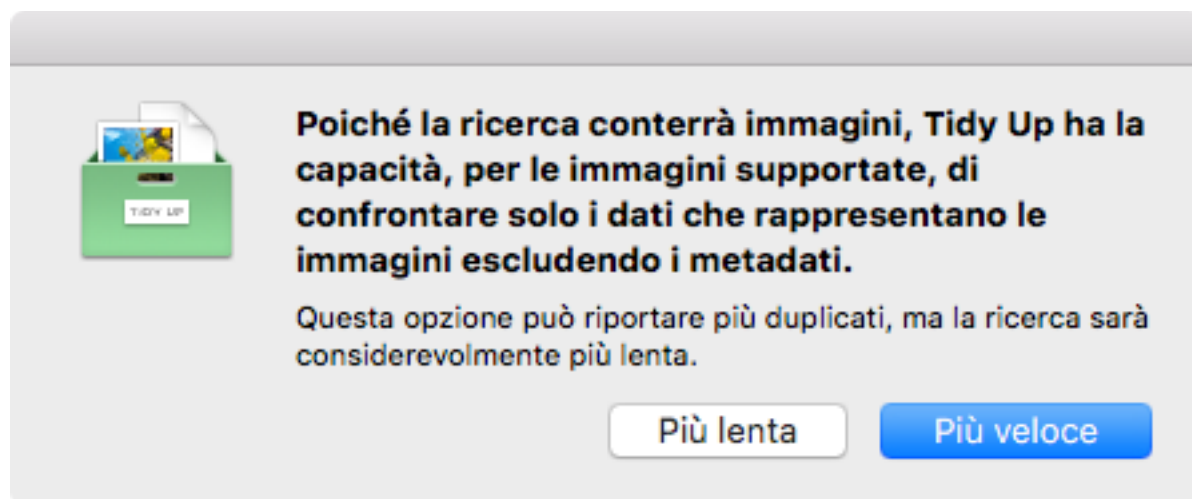 Poiché la ricerca conterrà immagini, Tidy Up ha la
capacità, per le immagini supportate, di
confrontare solo i dati che rappresentano le
immagini escludendo i metadati.
TIDY UP
Questa opzione può riportare più duplicati, ma la ricerca sarà
considerevolmente più lenta.
Più lenta
Più veloce